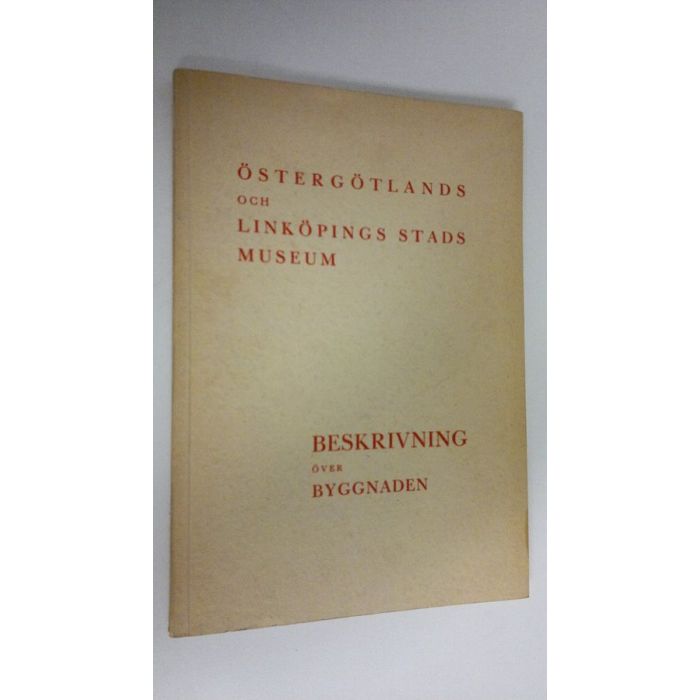 ÖSTERGÖTLANDS
OCH
LINKÖPINGS STADS
MUSEUM
BESKRIVNING
ÖVER
BYGGNADEN